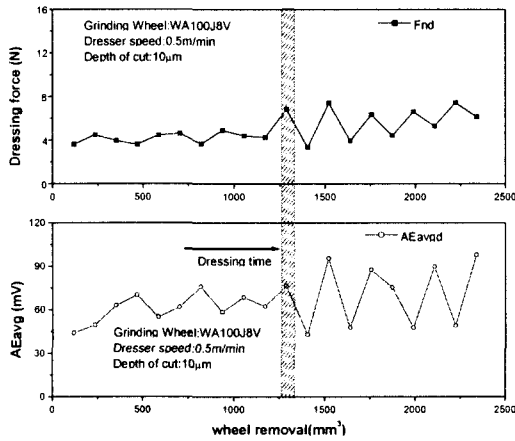 16
12
8
4
0
Dressing force (N)
Grinding Wheel:WA100J8V
Dresser speed:0.5m/min
Depth of cut:10μm
Fnd
0 500 1000 1500 2000 2500
120
90
60
30
0
AEavg (mV)
AEavgd
Dressing time
Grinding Wheel:WA100J8V
Dresser speed:0.5m/min
Depth of cut:10μm
0 500 1000 1500 2000 2500
wheel removal(mm³)